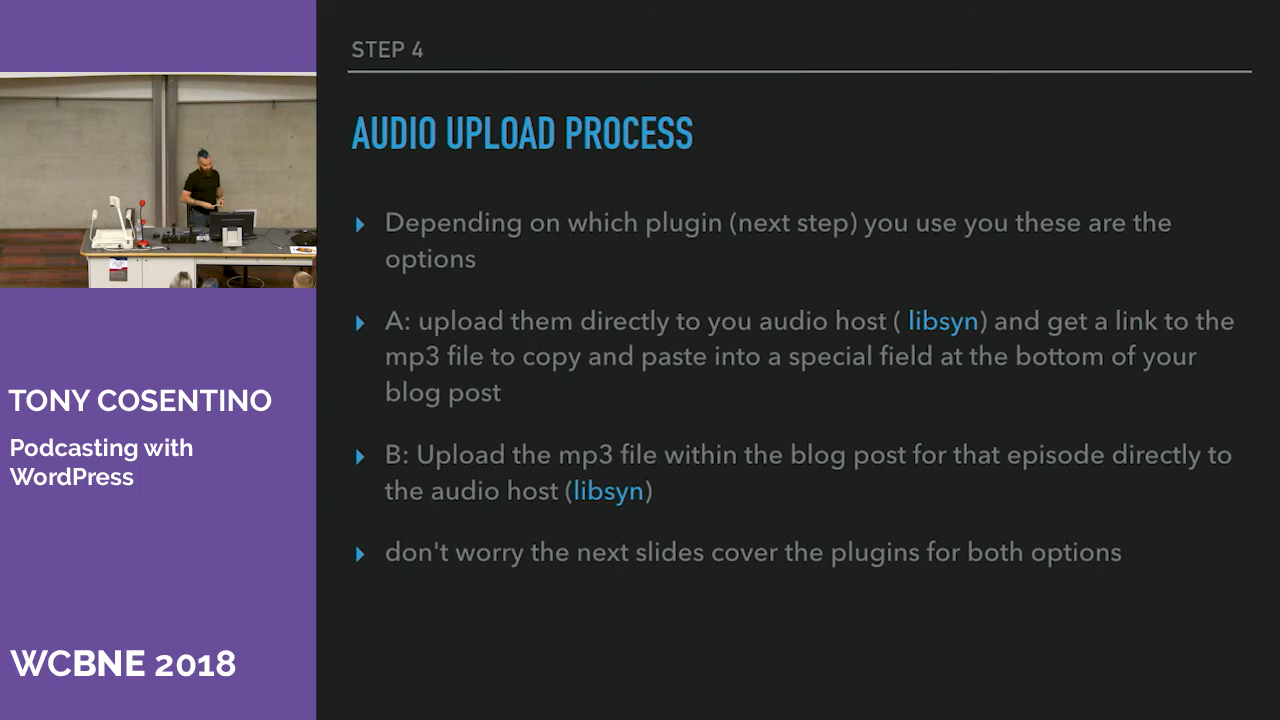 STEP 4
AUDIO UPLOAD PROCESS
Depending on which plugin (next step) you use you these are the
options
A: upload them directly to you audio host ( libsyn) and get a link to the
mp3 file to copy and paste into a special field at the bottom of your
blog post
B: Upload the mp3 file within the blog post for that episode directly to
the audio host (libsyn)
don't worry the next slides cover the plugins for both options
TONY COSENTINO
Podcasting with
WordPress
WCBNE 2018